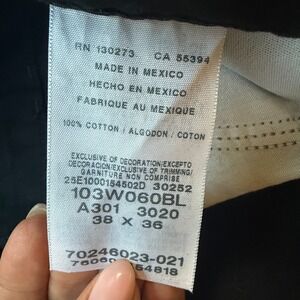 RN 130273 CA 55394
MADE IN MEXICO
HECHO EN MEXICO
FABRIQUE AU MEXIQUE
100% COTTON / ALGODON / COTON
EXCLUSIVE OF DECORATION/EXCEPTO
DECORACION/EXCLUSIVE OF TRIMMING/
GARNITURE NON COMPRISE
25E1000154502D 30252
103W060BL
A301 3020
38 X 36
70246023-021